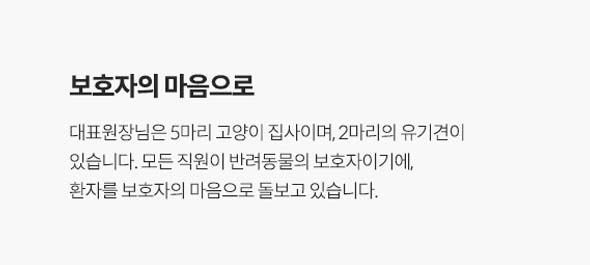 보호자의 마음으로
대표원장님은 5마리 고양이 집사이며, 2마리의 유기견이
있습니다. 모든 직원이 반려동물의 보호자이기에,
환자를 보호자의 마음으로 돌보고 있습니다.